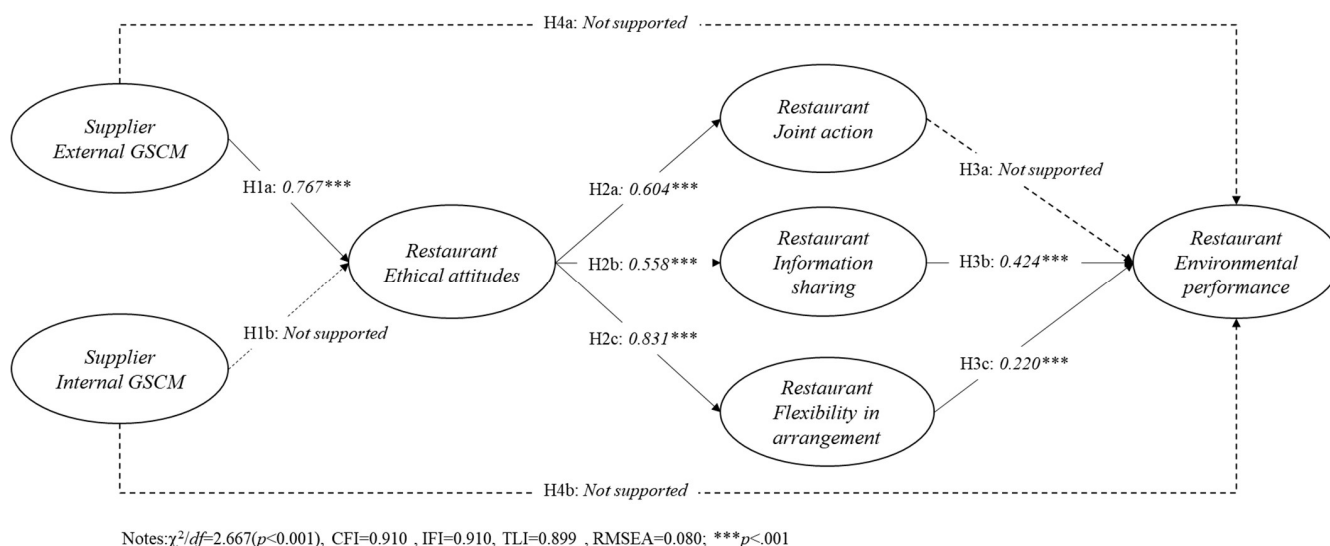 H4a: Not supported
Supplier
External GSCM
H1a: 0.767***
H1b: Not supported
Supplier
Internal GSCM
Restaurant
Ethical attitudes
H2a: 0.604***
H2b: 0.558***
H2c: 0.831***
Restaurant
Joint action
Restaurant
Information
sharing
Restaurant
Flexibility in
arrangement
H3a: Not supported
H3b: 0.424***
H3c: 0.220***
Restaurant
Environmental
performance
H4b: Not supported
Notes:χ²/df=2.667(p<0.001), CFI=0.910 , IFI=0.910, TLI=0.899 , RMSEA=0.080; ***p<.001